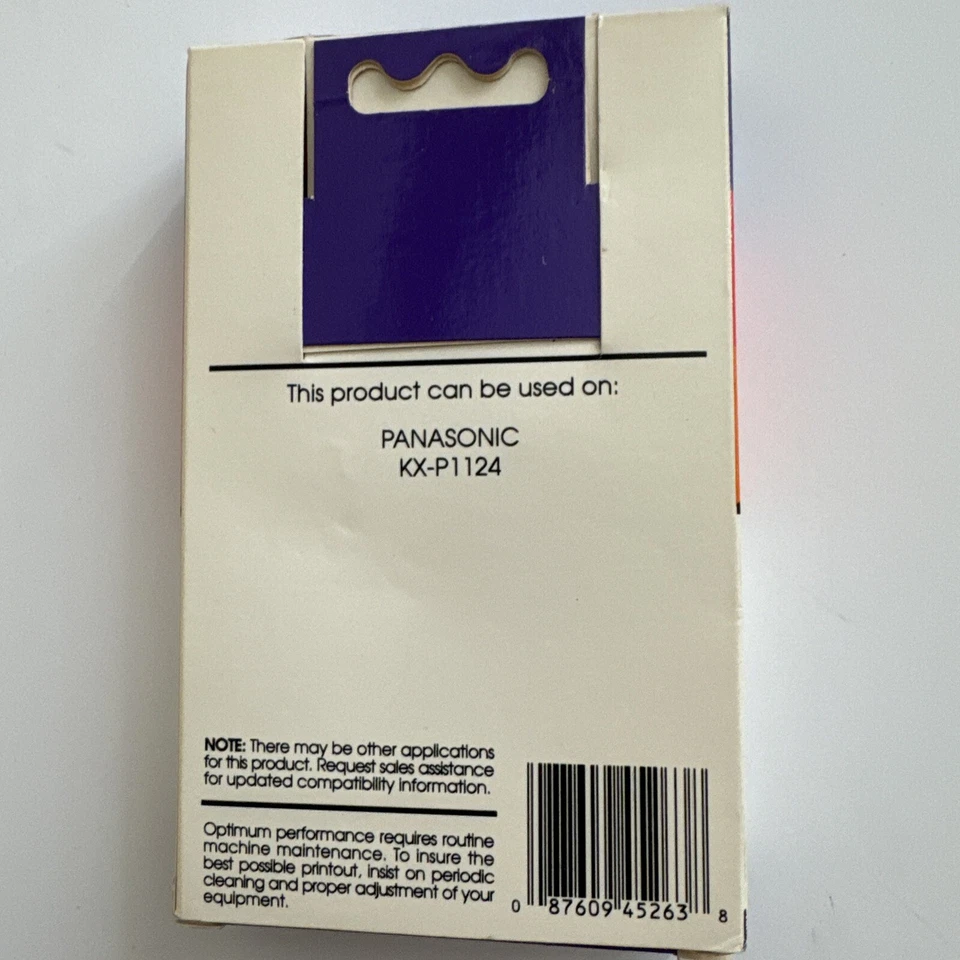 This product can be used on:
PANASONIC
KX-P1124
NOTE: There may be other applications
for this product. Request sales assistance
for updated compatibility information.
Optimum performance requires routine
machine maintenance. To insure the
best possible printout, insist on periodic
cleaning and proper adjustment of your
equipment.
0 87609 45263 8